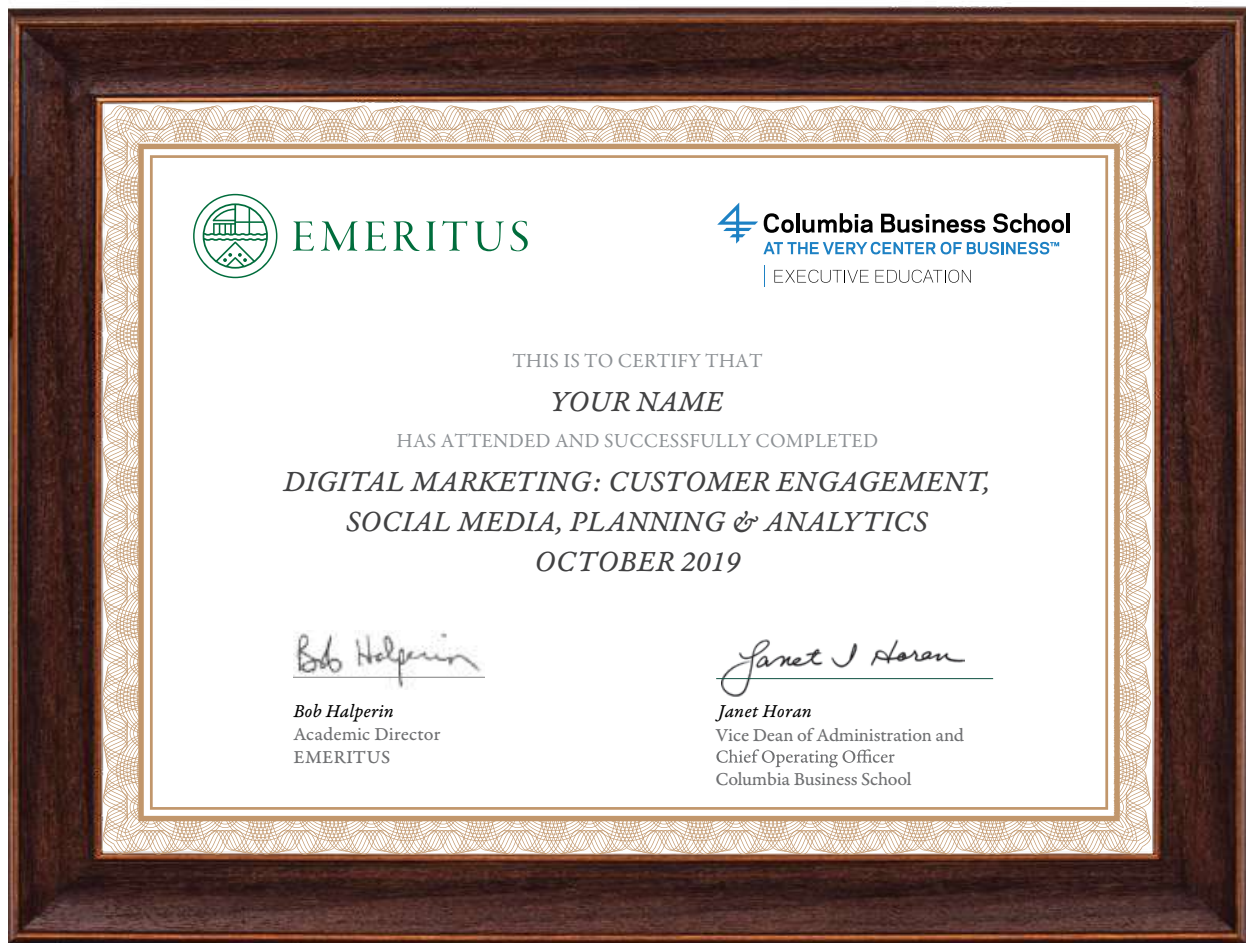 EMERITUS
Columbia Business School
AT THE VERY CENTER OF BUSINESS™
EXECUTIVE EDUCATION
THIS IS TO CERTIFY THAT
YOUR NAME
HAS ATTENDED AND SUCCESSFULLY COMPLETED
DIGITAL MARKETING: CUSTOMER ENGAGEMENT,
SOCIAL MEDIA, PLANNING & ANALYTICS
OCTOBER 2019
Bob Halperin
Bob Halperin
Academic Director
EMERITUS
Janet I Horan
Janet Horan
Vice Dean of Administration and
Chief Operating Officer
Columbia Business School